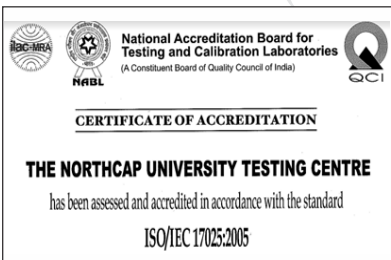 ilac-MRA
NABL
National Accreditation Board for
Testing and Calibration Laboratories
(A Constituent Board of Quality Council of India)
QCI
CERTIFICATE OF ACCREDITATION
THE NORTHCAP UNIVERSITY TESTING CENTRE
has been assessed and accredited in accordance with the standard
ISO/IEC 17025:2005